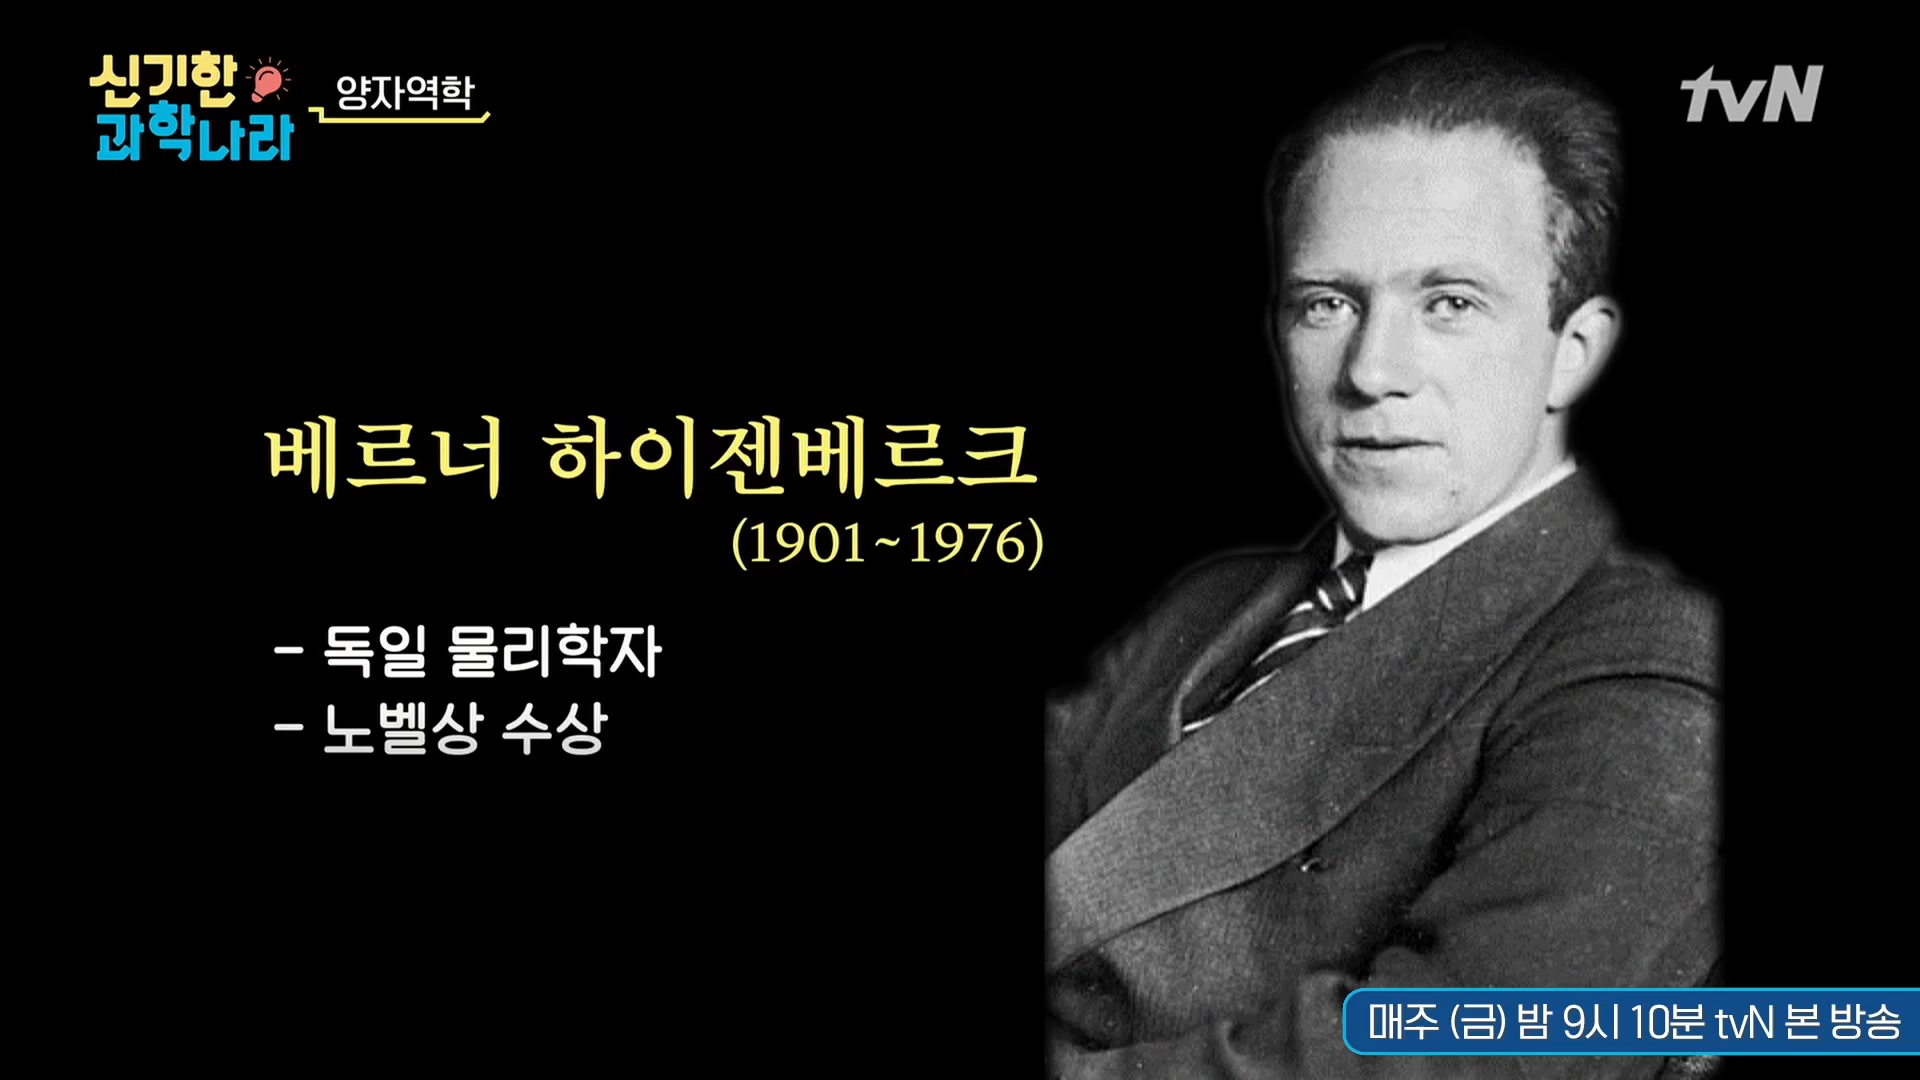 신기한
과학나라
양자역학
tvN
베르너 하이젠베르크
(1901~1976)
- 독일 물리학자
- 노벨상 수상
매주 (금) 밤 9시 10분 tvN 본 방송